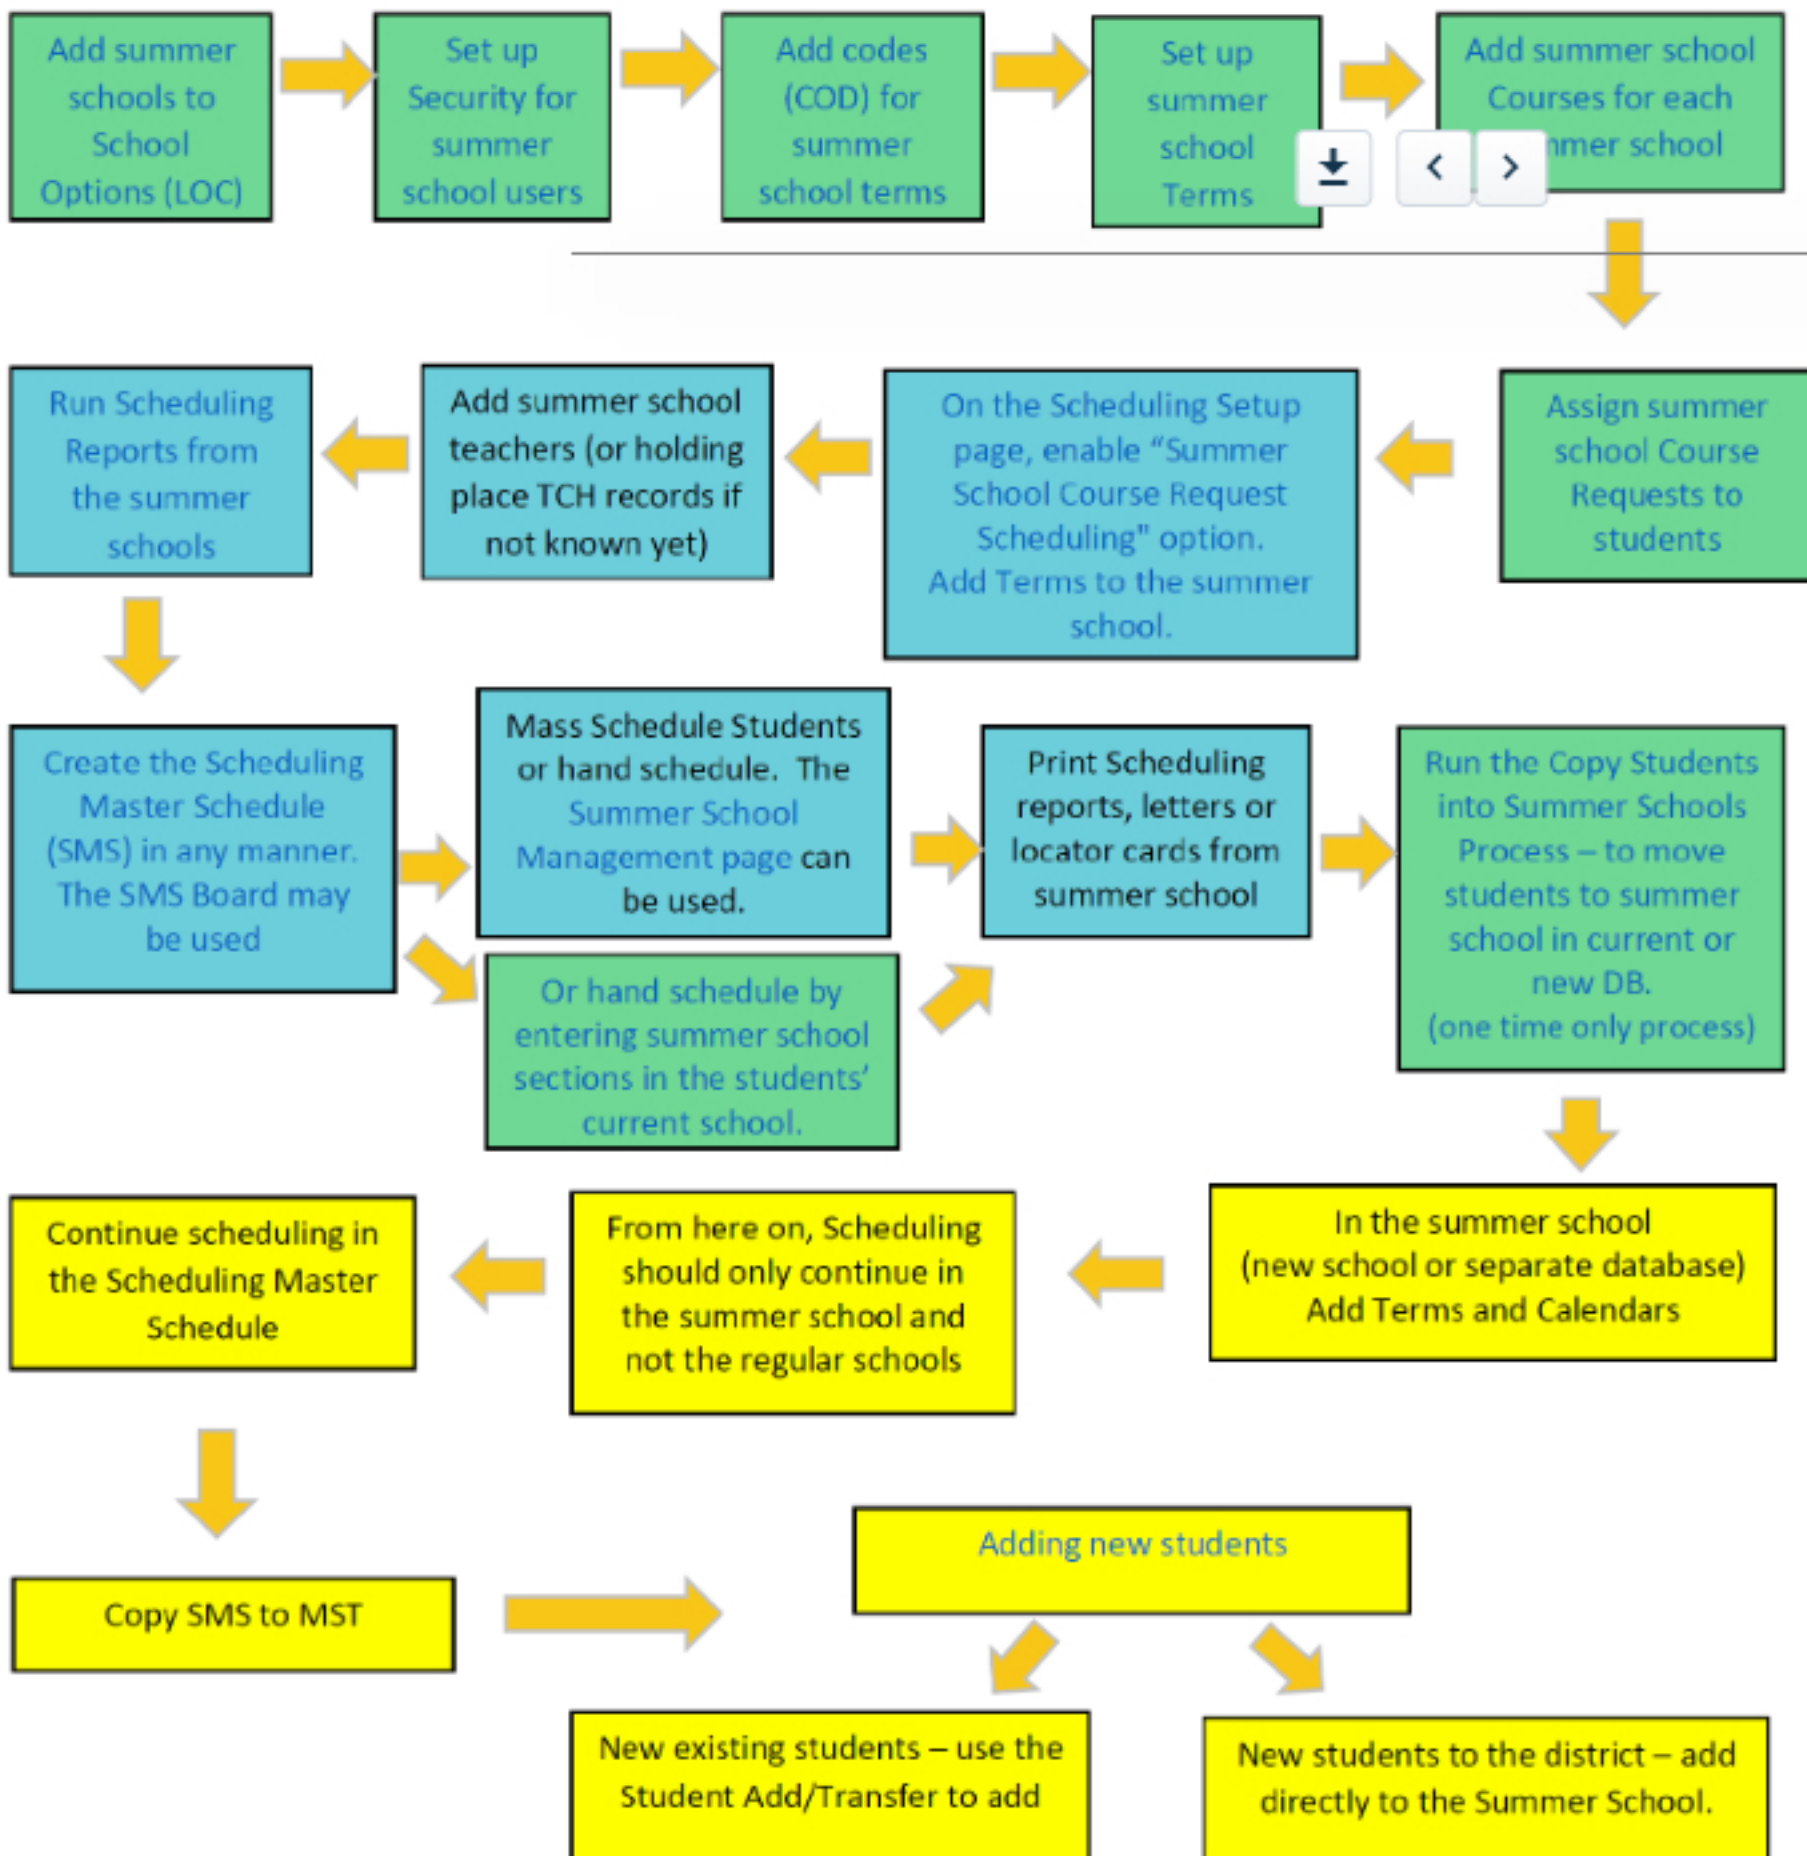 Add summer
schools to
School
Options (LOC)
Set up
Security for
summer
school users
Add codes
(COD) for
summer
school terms
Set up
summer
school
Terms
Add summer school
Courses for each
mmer school
Assign summer
school Course
Requests to
students
On the Scheduling Setup
page, enable “Summer
School Course Request
Scheduling" option.
Add Terms to the summer
school.
Add summer school
teachers (or holding
place TCH records if
not known yet)
Run Scheduling
Reports from
the summer
schools
Create the Scheduling
Master Schedule
(SMS) in any manner.
The SMS Board may
be used
Mass Schedule Students
or hand schedule. The
Summer School
Management page can
be used.
Or hand schedule by
entering summer school
sections in the students’
current school.
Print Scheduling
reports, letters or
locator cards from
summer school
Run the Copy Students
into Summer Schools
Process – to move
students to summer
school in current or
new DB.
(one time only process)
In the summer school
(new school or separate database)
Add Terms and Calendars
From here on, Scheduling
should only continue in
the summer school and
not the regular schools
Continue scheduling in
the Scheduling Master
Schedule
Copy SMS to MST
Adding new students
New existing students – use the
Student Add/Transfer to add
New students to the district – add
directly to the Summer School.